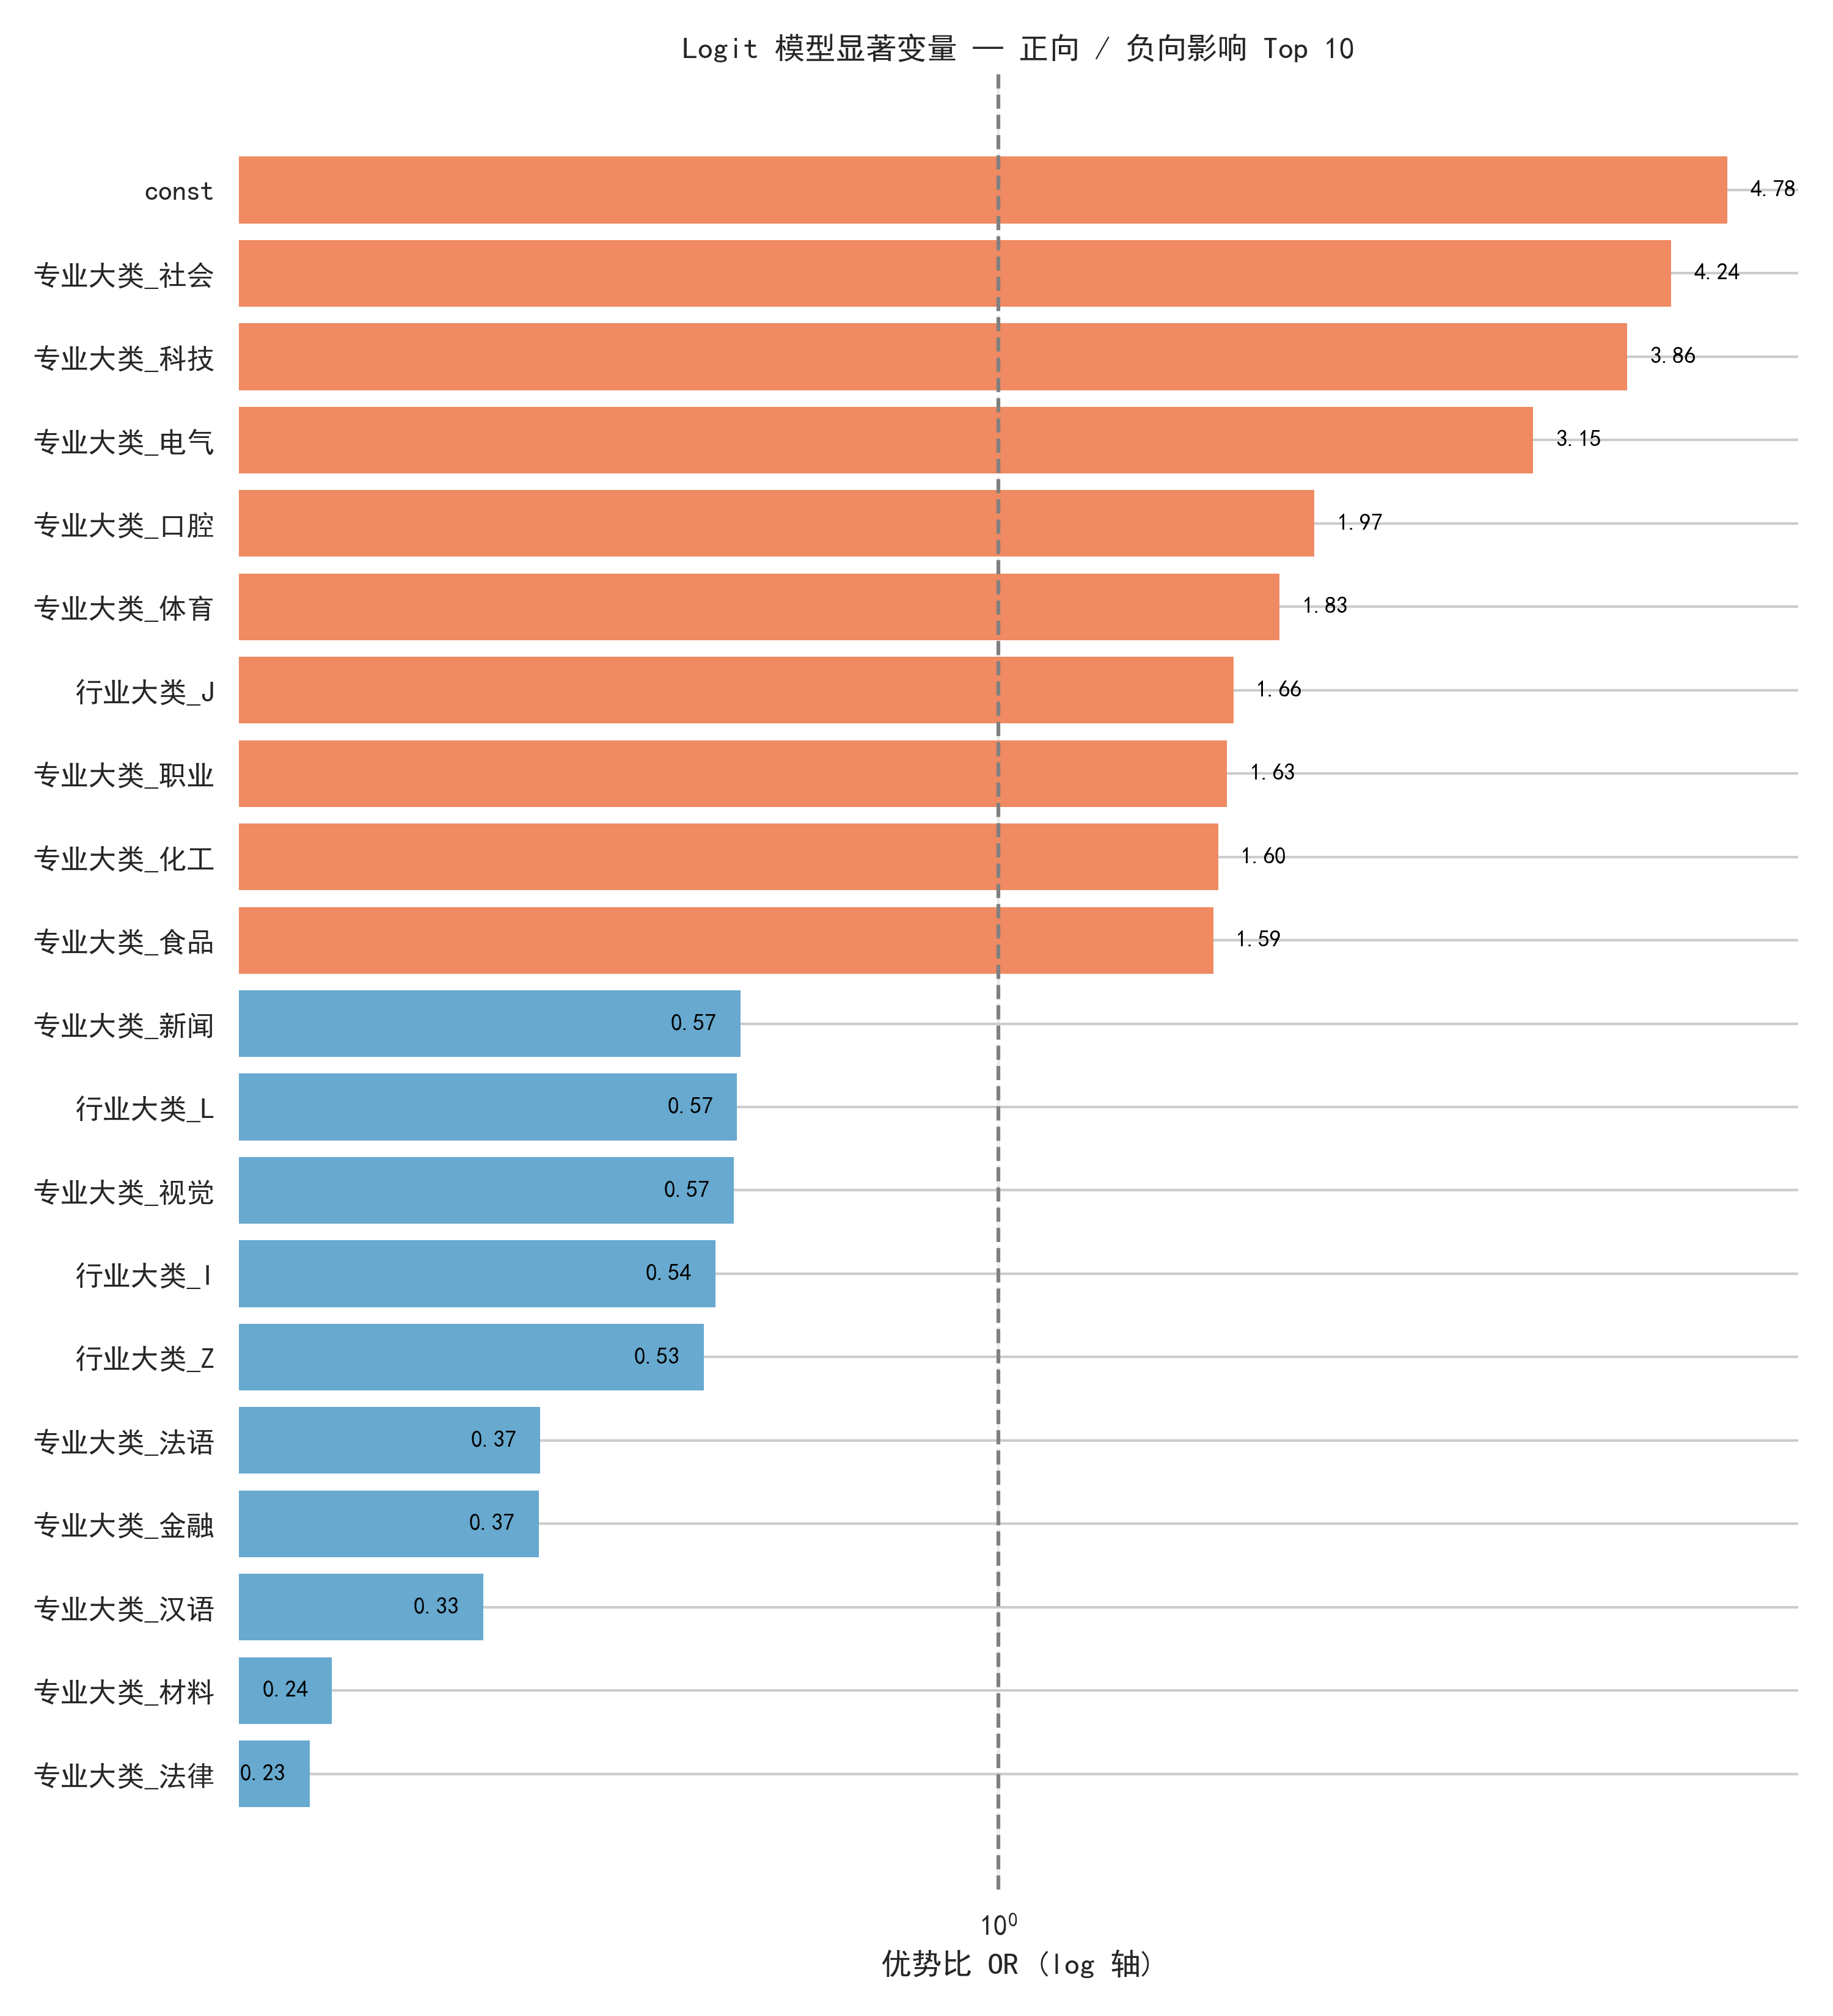 Logit 模型显著变量 — 正向 / 负向影响 Top 10
const 4.78
专业大类_社会 4.24
专业大类_科技 3.86
专业大类_电气 3.15
专业大类_口腔 1.97
专业大类_体育 1.83
行业大类_J 1.66
专业大类_职业 1.63
专业大类_化工 1.60
专业大类_食品 1.59
专业大类_新闻 0.57
行业大类_L 0.57
专业大类_视觉 0.57
行业大类_I 0.54
行业大类_Z 0.53
专业大类_法语 0.37
专业大类_金融 0.37
专业大类_汉语 0.33
专业大类_材料 0.24
专业大类_法律 0.23
10⁰
优势比 OR (log 轴)